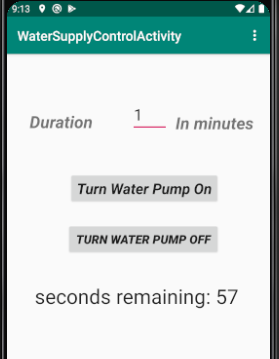 9:13
WaterSupplyControlActivity
Duration 1 In minutes
Turn Water Pump On
TURN WATER PUMP OFF
seconds remaining: 57